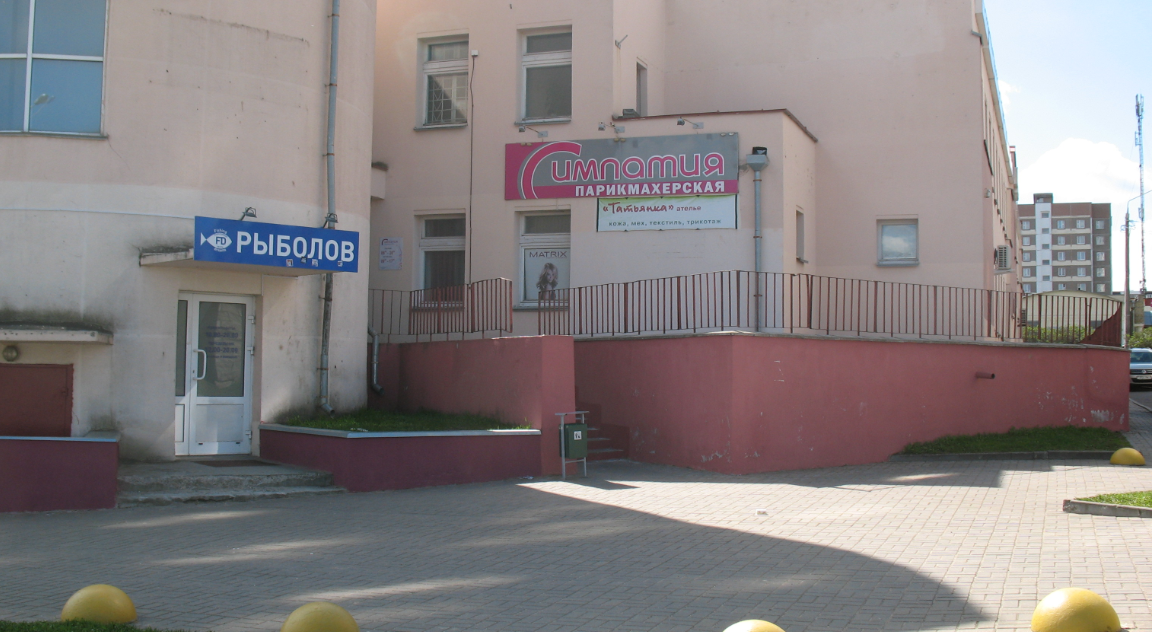 Симпатия
ПАРИКМАХЕРСКАЯ
"Татьянка" ателье
кожа, мех, текстиль, трикотаж
FD
РЫБОЛОВ
MATRIX